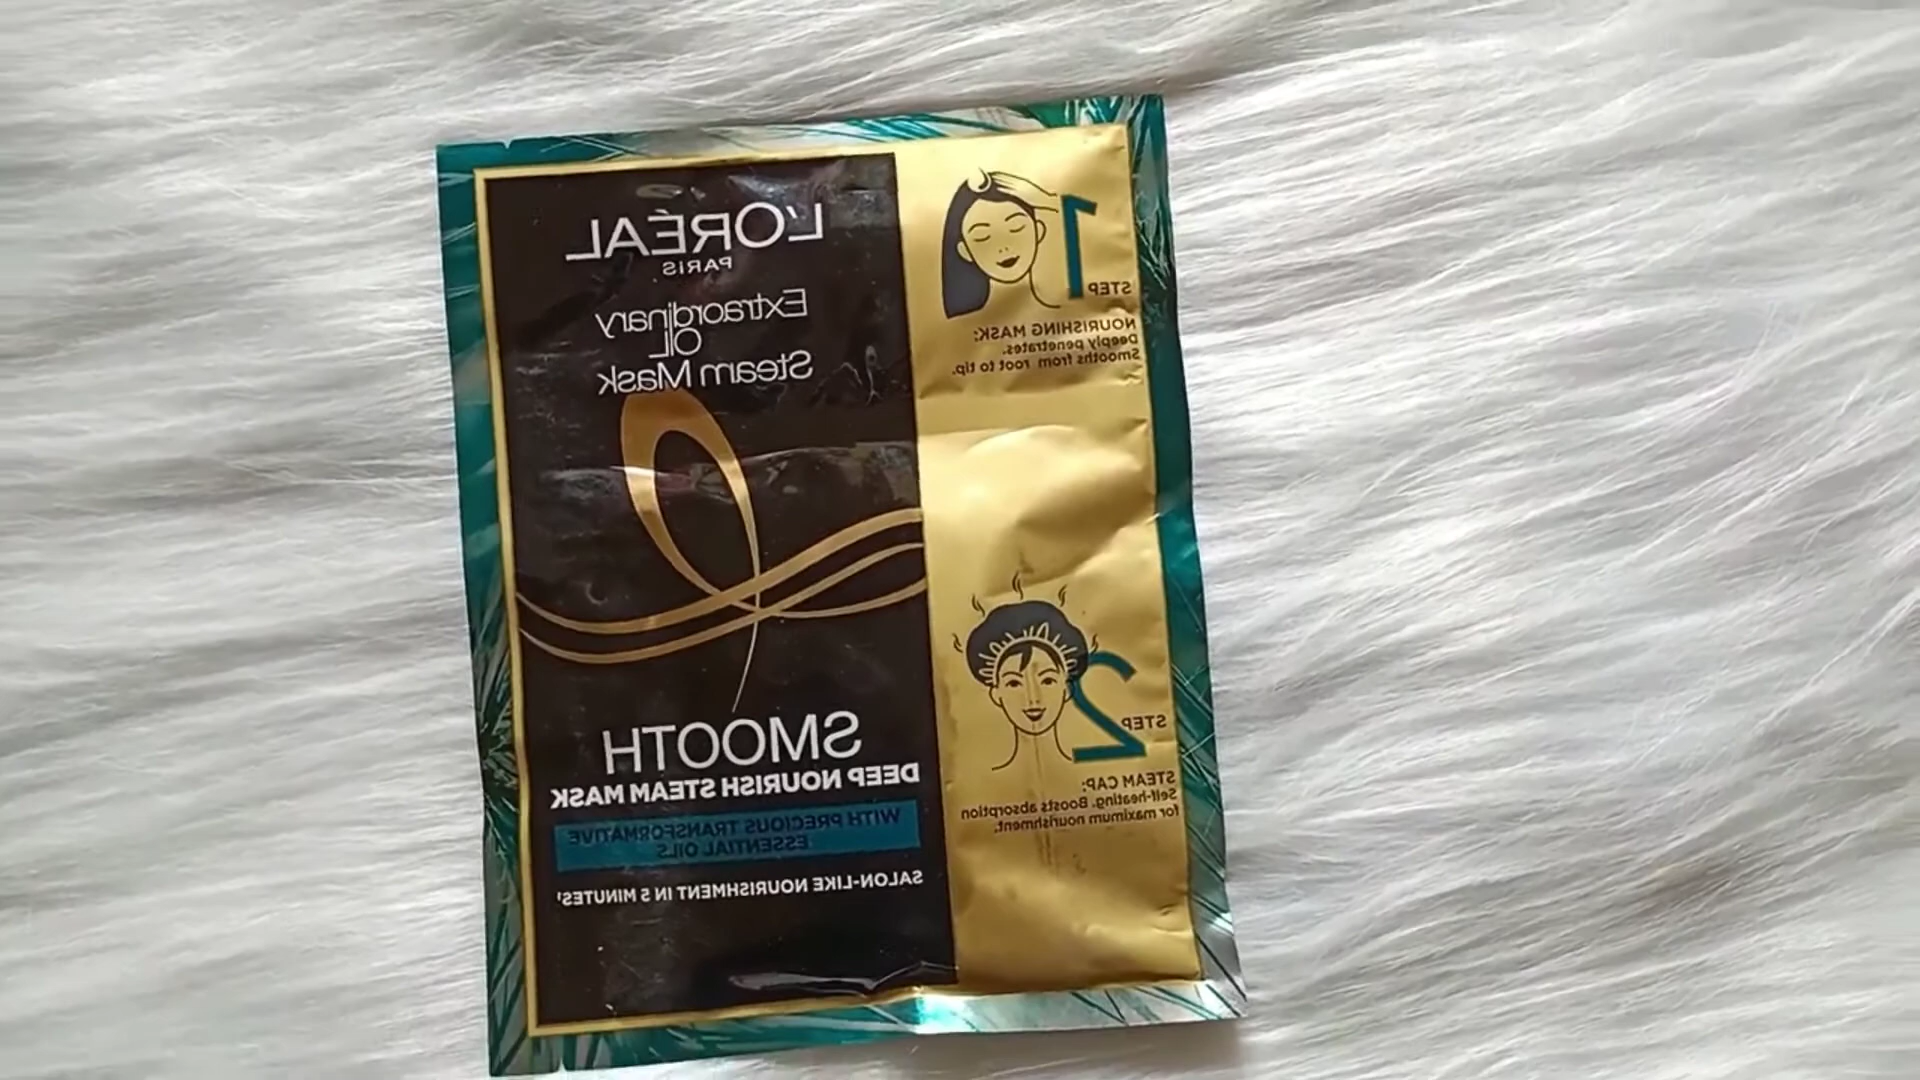 L'ORÉAL
PARIS
Extraordinary
OIL
Steam Mask
SMOOTH
DEEP NOURISH STEAM MASK
WITH PRECIOUS TRANSFORMATIVE
ESSENTIAL OILS
SALON-LIKE NOURISHMENT IN 5 MINUTES¹
STEP 1
NOURISHING MASK:
Deeply penetrates.
Smooths from root to tip.
STEP 2
STEAM CAP:
Self-heating. Boosts absorption
for maximum nourishment.